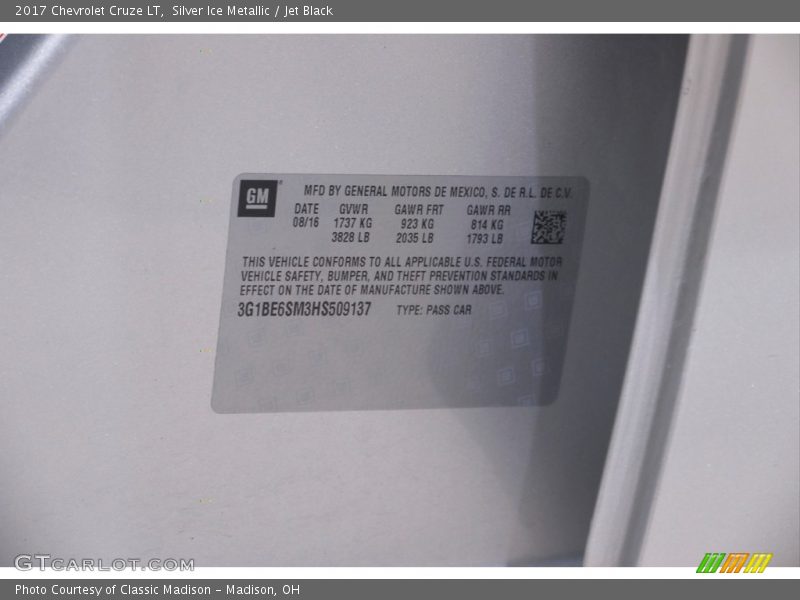 2017 Chevrolet Cruze LT,  Silver Ice Metallic / Jet Black
GM
MFD BY GENERAL MOTORS DE MEXICO, S. DE R.L. DE C.V.
DATE GVWR GAWR FRT GAWR RR
08/16 1737 KG 923 KG 814 KG
3828 LB 2035 LB 1793 LB
THIS VEHICLE CONFORMS TO ALL APPLICABLE U.S. FEDERAL MOTOR
VEHICLE SAFETY, BUMPER, AND THEFT PREVENTION STANDARDS IN
EFFECT ON THE DATE OF MANUFACTURE SHOWN ABOVE.
3G1BE6SM3HS509137 TYPE: PASS CAR
GTCARLOT.COM
Photo Courtesy of Classic Madison – Madison, OH